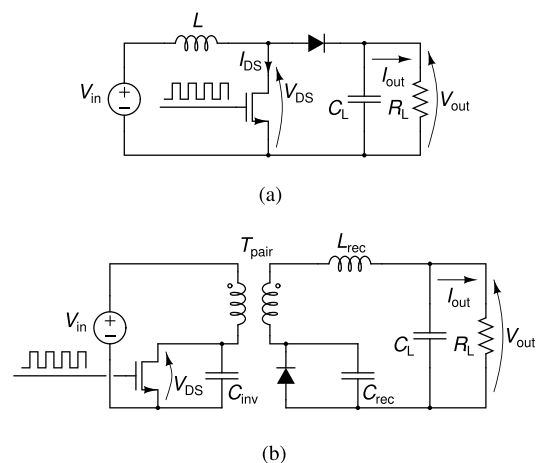 L
I_DS
V_in
V_DS
C_L
I_out
R_L
V_out
(a)
T_pair
L_rec
V_in
V_DS
C_inv
C_rec
C_L
I_out
R_L
V_out
(b)